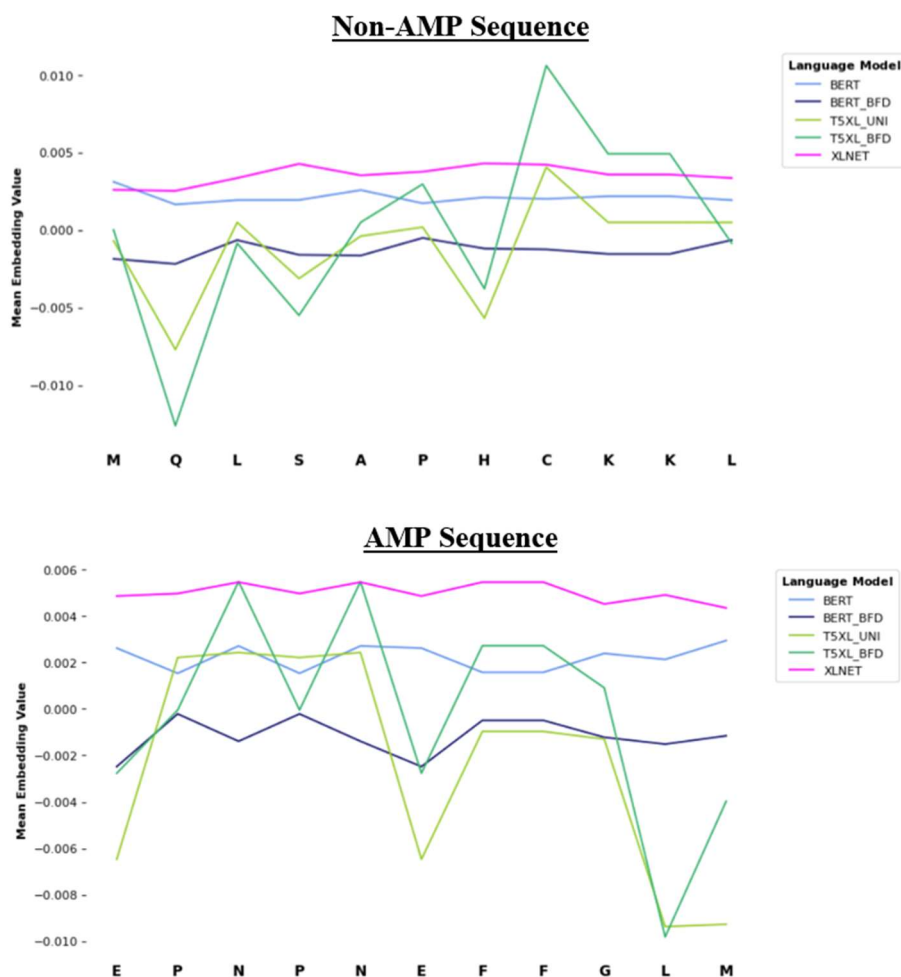 Non-AMP Sequence
Mean Embedding Value
0.010
0.005
0.000
−0.005
−0.010
M Q L S A P H C K K L
Language Model
BERT
BERT_BFD
T5XL_UNI
T5XL_BFD
XLNET
AMP Sequence
Mean Embedding Value
0.006
0.004
0.002
0.000
−0.002
−0.004
−0.006
−0.008
−0.010
E P N P N E F F G L M
Language Model
BERT
BERT_BFD
T5XL_UNI
T5XL_BFD
XLNET